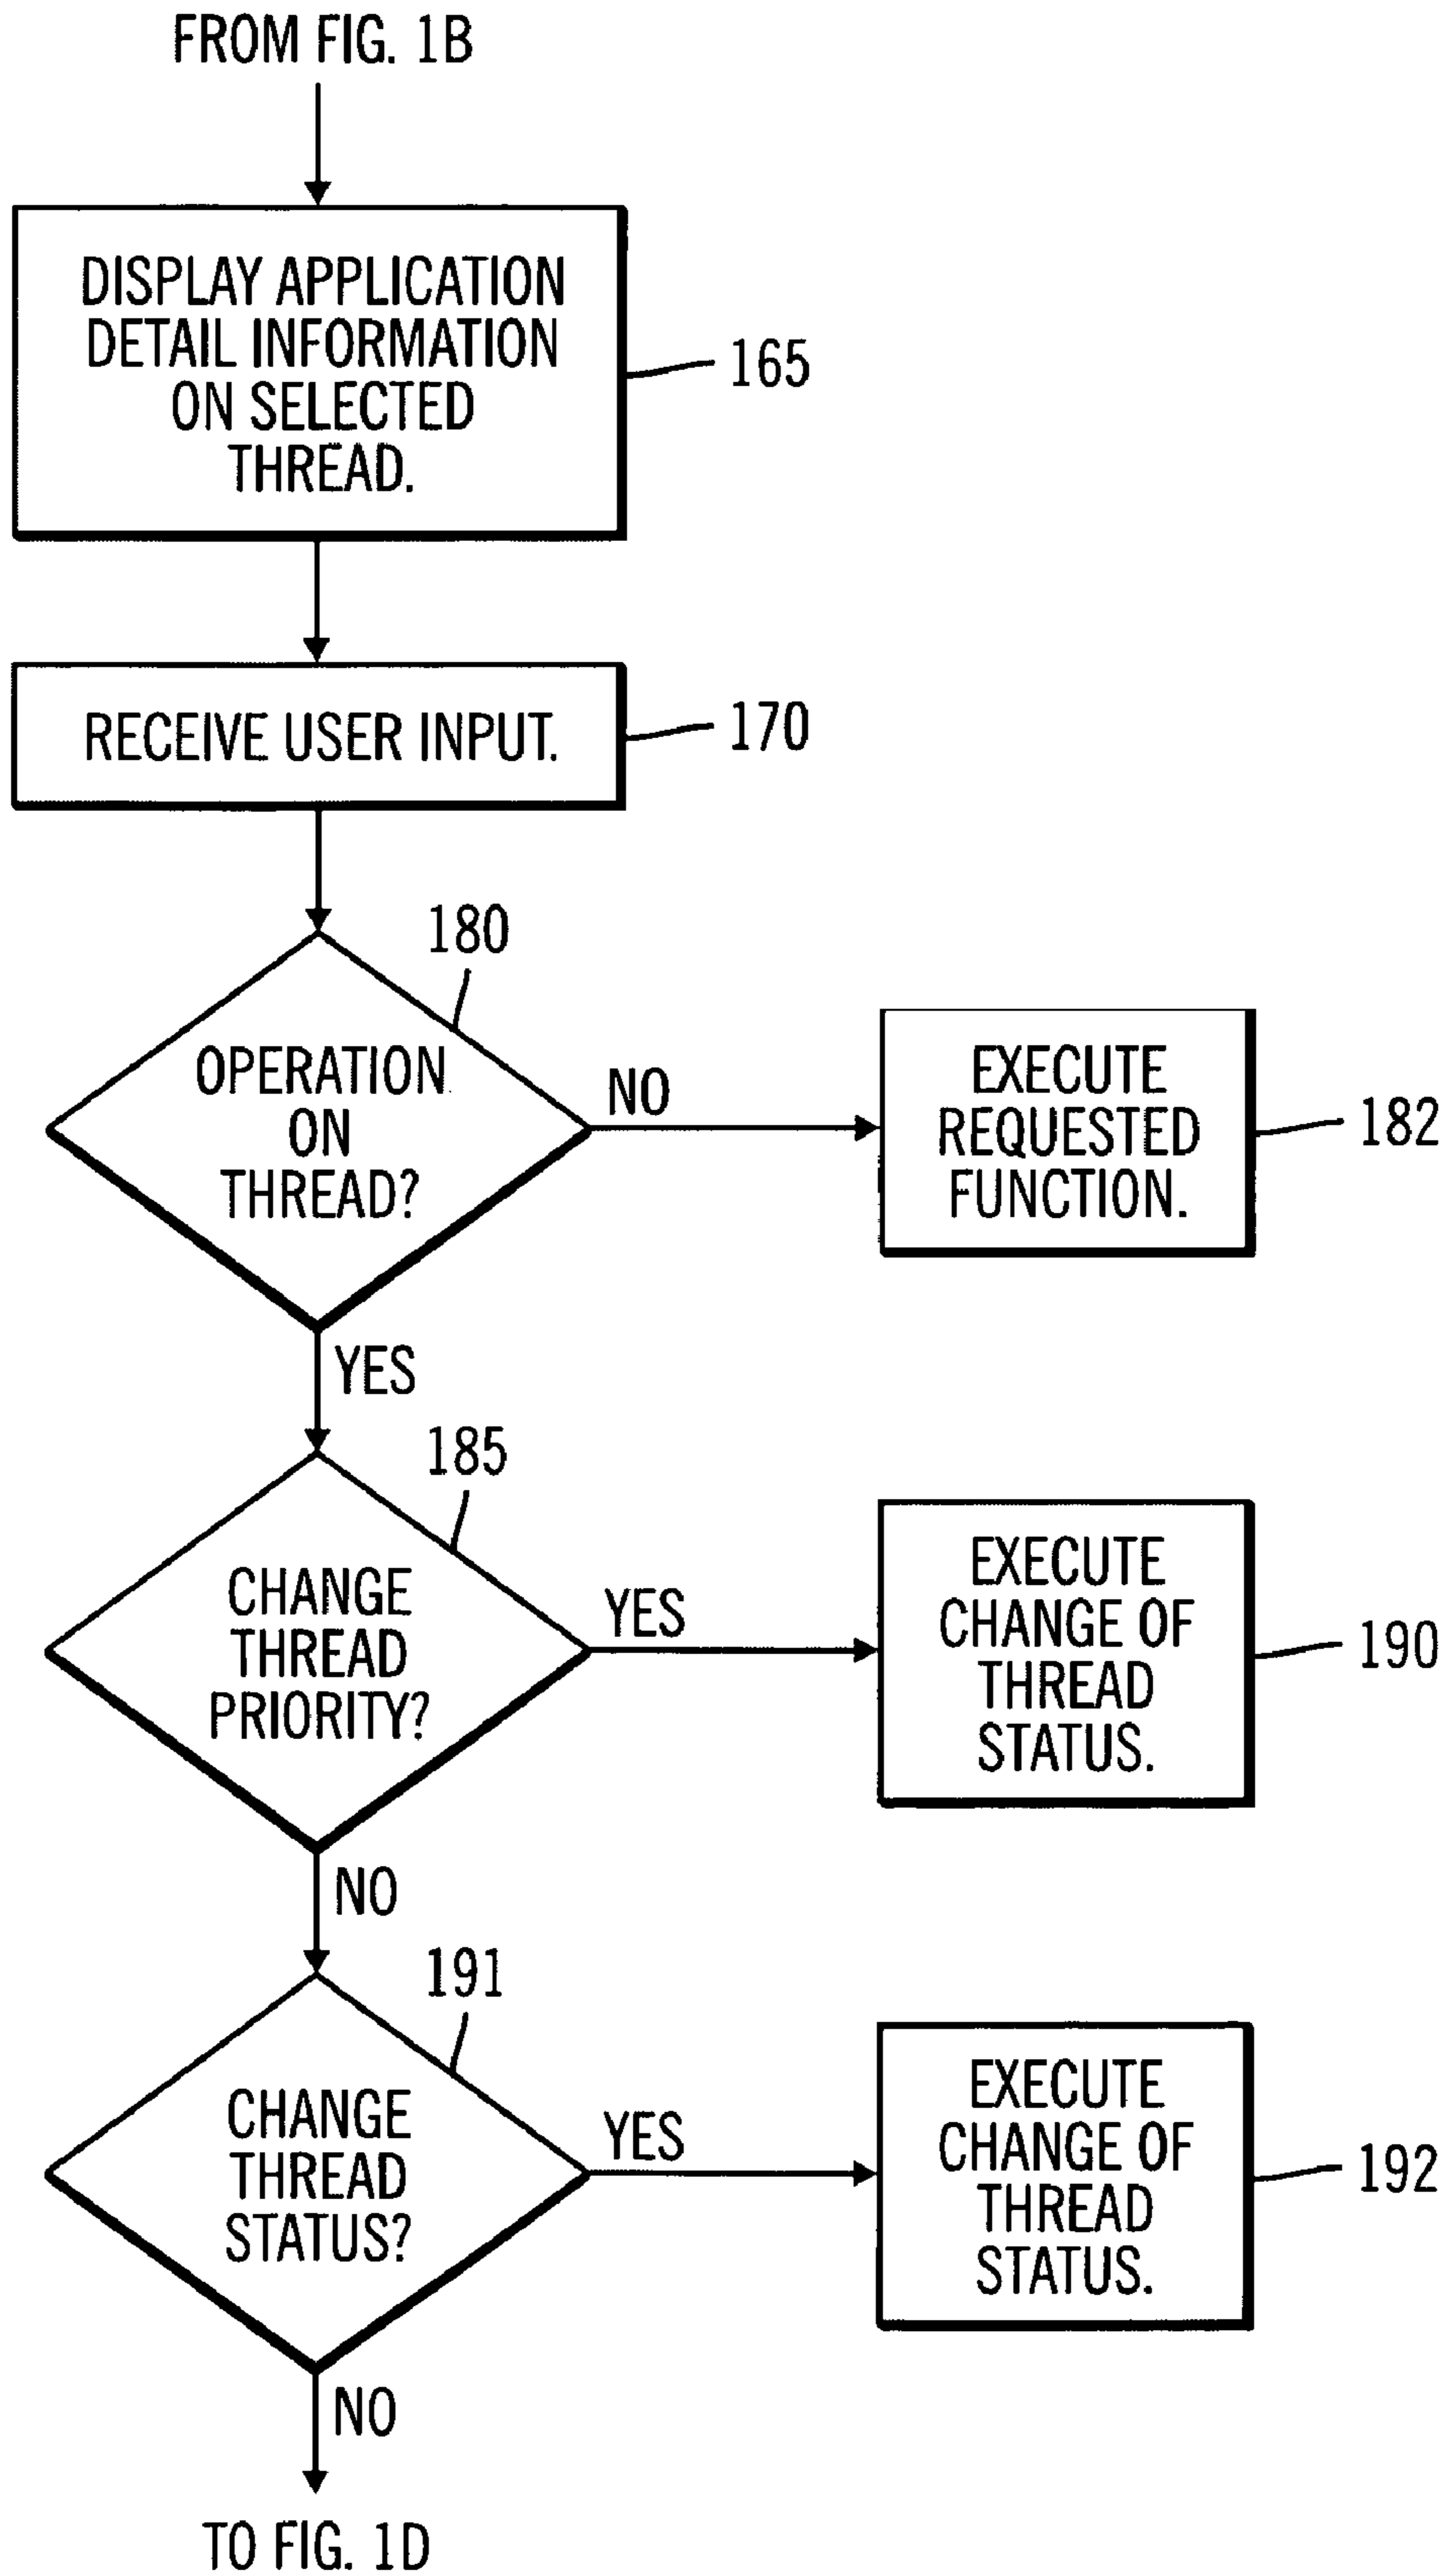 FROM FIG. 1B
DISPLAY APPLICATION
DETAIL INFORMATION
ON SELECTED
THREAD.
165
RECEIVE USER INPUT.
170
180
OPERATION
ON
THREAD?
NO
EXECUTE
REQUESTED
FUNCTION.
182
YES
185
CHANGE
THREAD
PRIORITY?
YES
EXECUTE
CHANGE OF
THREAD
STATUS.
190
NO
191
CHANGE
THREAD
STATUS?
YES
EXECUTE
CHANGE OF
THREAD
STATUS.
192
NO
TO FIG. 1D